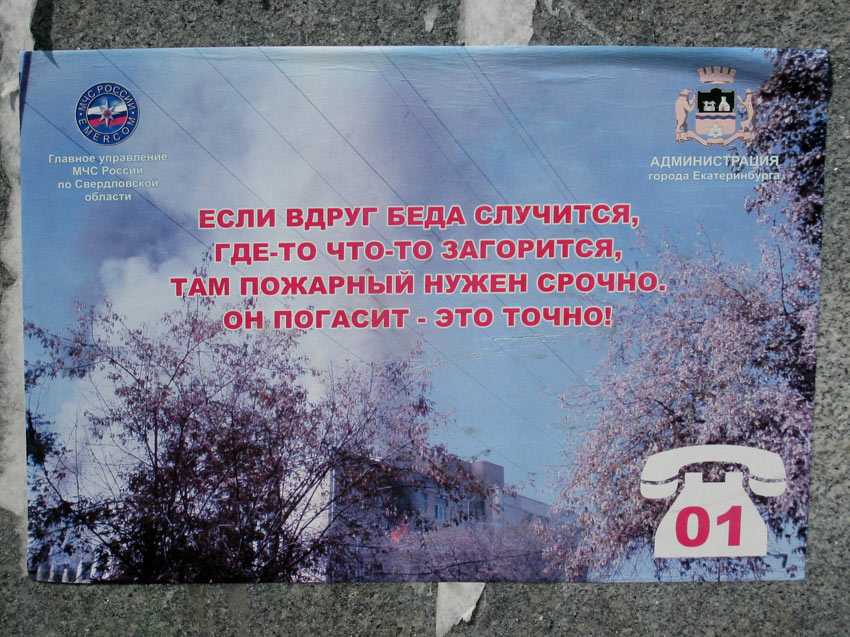 МЧС РОССИИ
EMERCOM
Главное управление
МЧС России
по Свердловской
области
АДМИНИСТРАЦИЯ
города Екатеринбурга
ЕСЛИ ВДРУГ БЕДА СЛУЧИТСЯ,
ГДЕ-ТО ЧТО-ТО ЗАГОРИТСЯ,
ТАМ ПОЖАРНЫЙ НУЖЕН СРОЧНО.
ОН ПОГАСИТ - ЭТО ТОЧНО!
01